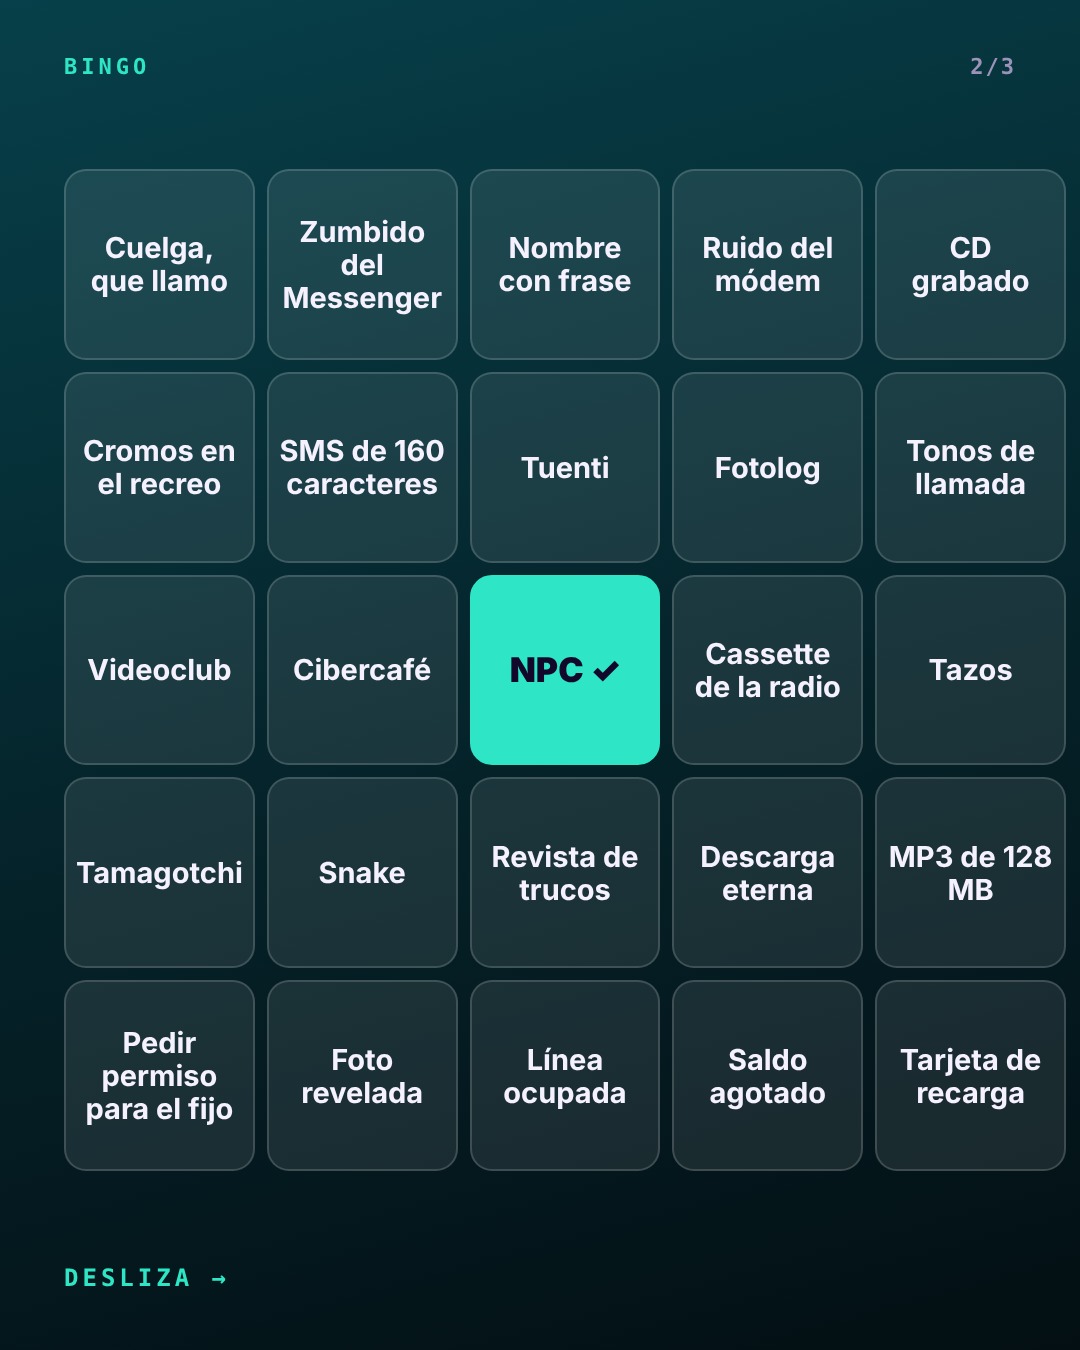 BINGO
2/3
Cuelga,
que llamo
Zumbido
del
Messenger
Nombre
con frase
Ruido del
módem
CD
grabado
Cromos en
el recreo
SMS de 160
caracteres
Tuenti
Fotolog
Tonos de
llamada
Videoclub
Cibercafé
NPC ✓
Cassette
de la radio
Tazos
Tamagotchi
Snake
Revista de
trucos
Descarga
eterna
MP3 de 128
MB
Pedir
permiso
para el fijo
Foto
revelada
Línea
ocupada
Saldo
agotado
Tarjeta de
recarga
DESLIZA →